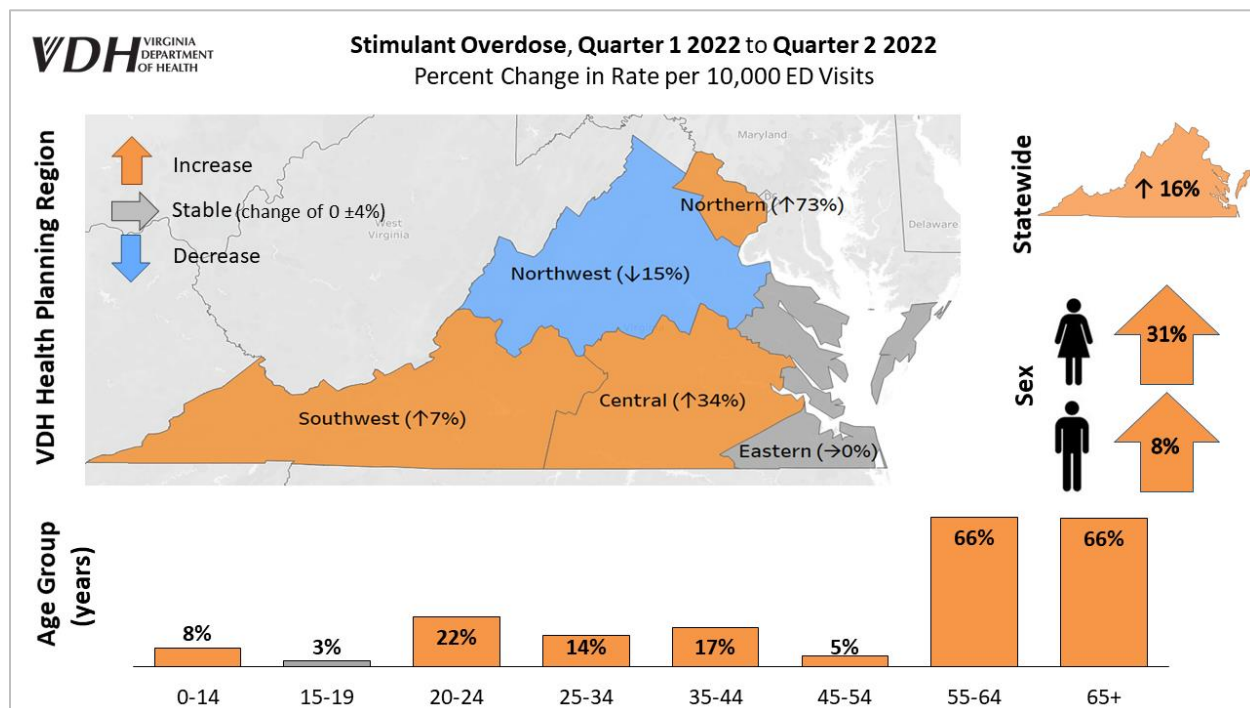 VDH VIRGINIA
DEPARTMENT
OF HEALTH
Stimulant Overdose, Quarter 1 2022 to Quarter 2 2022
Percent Change in Rate per 10,000 ED Visits
VDH Health Planning Region
Increase
Stable (change of 0 ±4%)
Decrease
West
Virginia
Maryland
Delaware
Northern (↑73%)
Northwest (↓15%)
Southwest (↑7%)
Central (↑34%)
Eastern (→0%)
Statewide
↑ 16%
Sex
31%
8%
Age Group
(years)
8%
3%
22%
14%
17%
5%
66%
66%
0-14
15-19
20-24
25-34
35-44
45-54
55-64
65+